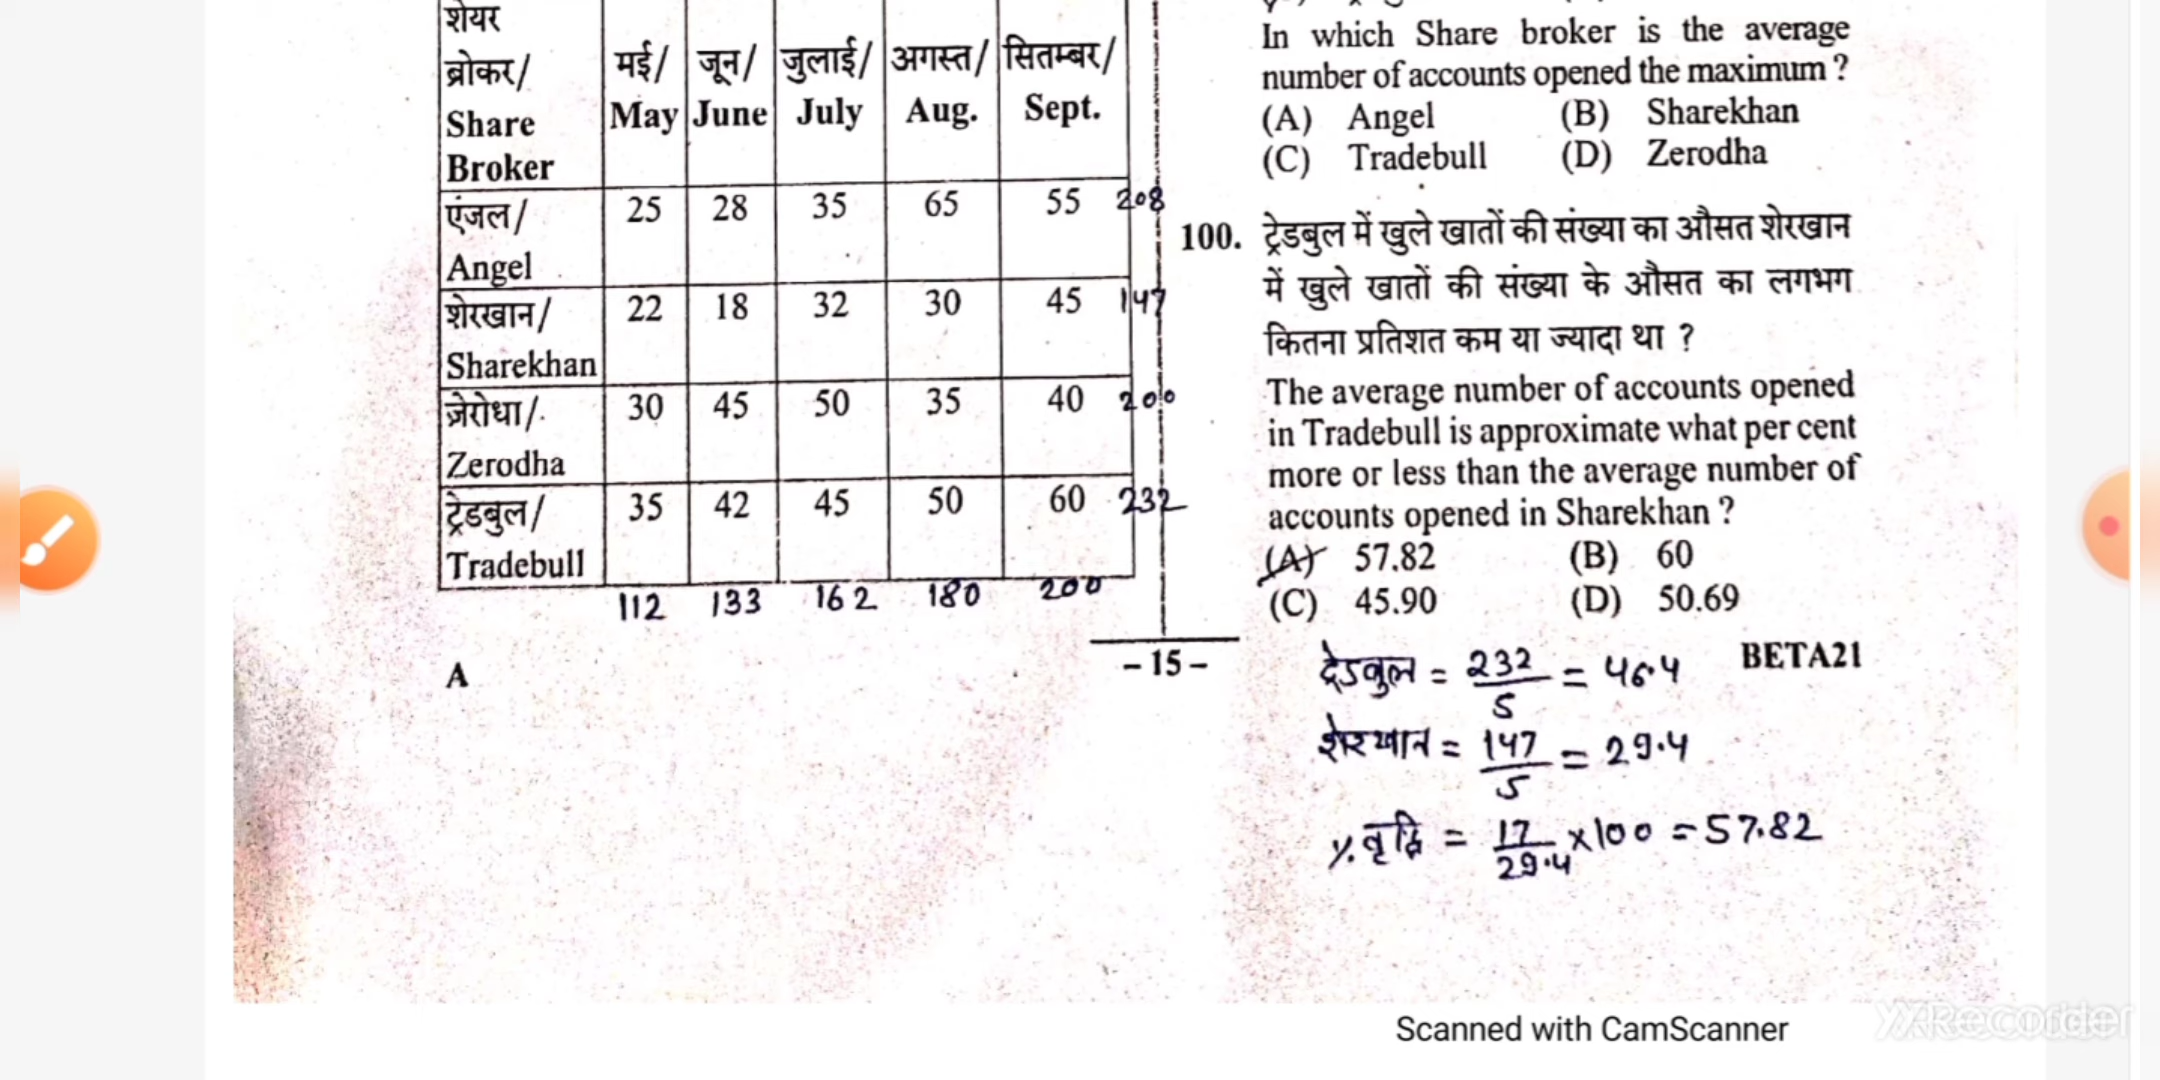 शेयर
ब्रोकर/ मई/ जून/ जुलाई/ अगस्त/ सितम्बर/
Share May June July Aug. Sept.
Broker
एंजल/ 25 28 35 65 55 208
Angel
शेरखान/ 22 18 32 30 45 147
Sharekhan
ज़ेरोधा/ 30 45 50 35 40 200
Zerodha
ट्रेडबुल/ 35 42 45 50 60 232
Tradebull
112 133 162 180 200
A
- 15 -
In which Share broker is the average
number of accounts opened the maximum ?
(A) Angel (B) Sharekhan
(C) Tradebull (D) Zerodha
100. ट्रेडबुल में खुले खातों की संख्या का औसत शेरखान
में खुले खातों की संख्या के औसत का लगभग
कितना प्रतिशत कम या ज्यादा था ?
The average number of accounts opened
in Tradebull is approximate what per cent
more or less than the average number of
accounts opened in Sharekhan ?
(A) 57.82 (B) 60
(C) 45.90 (D) 50.69
BETA21
ट्रेडबुल = 232/5 = 46.4
शेरखान = 147/5 = 29.4
%वृद्धि = 17/29.4 ×100 = 57.82
Scanned with CamScanner